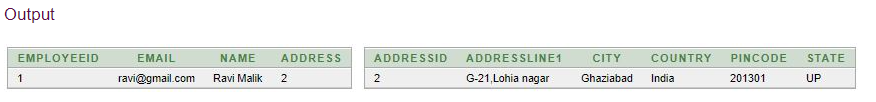 Output
EMPLOYEEID EMAIL NAME ADDRESS
1 ravi@gmail.com Ravi Malik 2
ADDRESSID ADDRESSLINE1 CITY COUNTRY PINCODE STATE
2 G-21,Lohia nagar Ghaziabad India 201301 UP